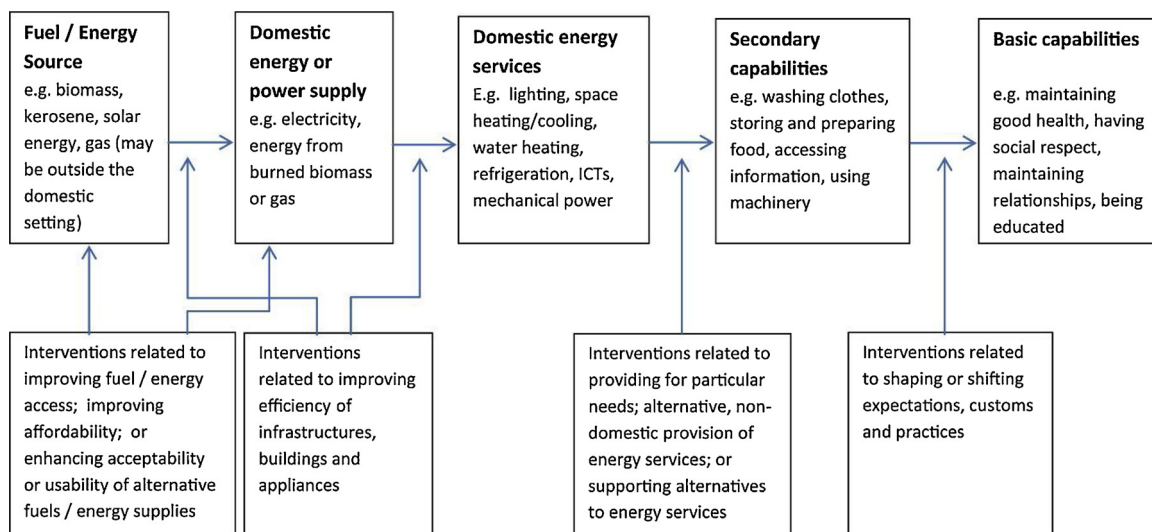 Fuel / Energy
Source
e.g. biomass,
kerosene, solar
energy, gas (may
be outside the
domestic
setting)
Domestic
energy or
power supply
e.g. electricity,
energy from
burned biomass
or gas
Domestic energy
services
E.g. lighting, space
heating/cooling,
water heating,
refrigeration, ICTs,
mechanical power
Secondary
capabilities
e.g. washing clothes,
storing and preparing
food, accessing
information, using
machinery
Basic capabilities
e.g. maintaining
good health, having
social respect,
maintaining
relationships, being
educated
Interventions related to
improving fuel / energy
access; improving
affordability; or
enhancing acceptability
or usability of alternative
fuels / energy supplies
Interventions
related to improving
efficiency of
infrastructures,
buildings and
appliances
Interventions related to
providing for particular
needs; alternative, non-
domestic provision of
energy services; or
supporting alternatives
to energy services
Interventions related
to shaping or shifting
expectations, customs
and practices